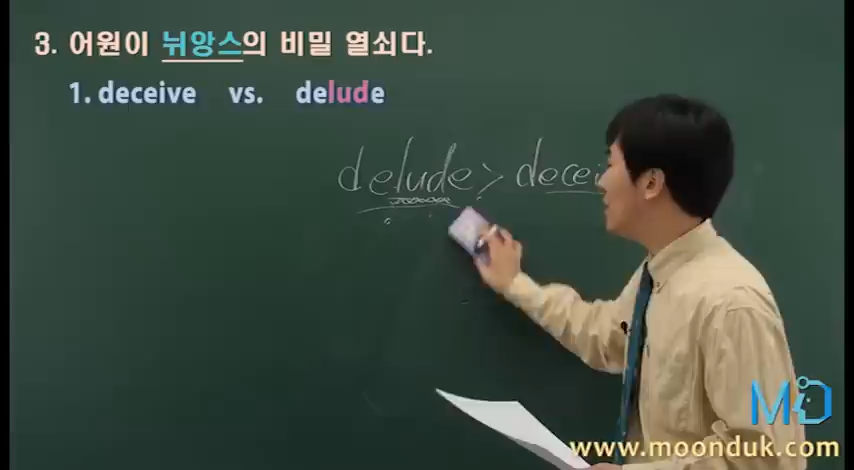 3. 어원이 뉘앙스의 비밀 열쇠다.
1. deceive vs. delude
delude > decei
MD
www.moonduk.com